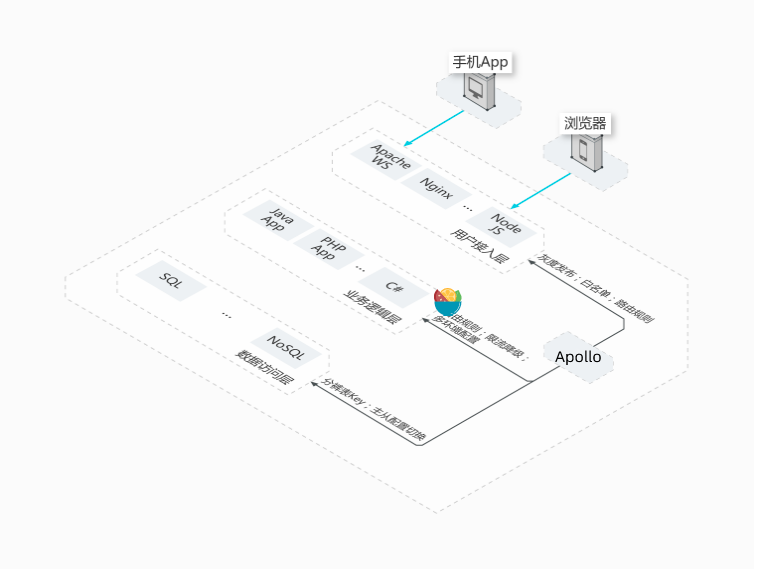 手机App
浏览器
Apache
WS
Nginx
...
Node
JS
用户接入层
Java
App
PHP
App
...
C#
业务逻辑层
SQL
...
NoSQL
数据访问层
灰度发布；白名单；路由规则
由规则；限流降级；
多环境配置
Apollo
分裤表Key；主从配置切换